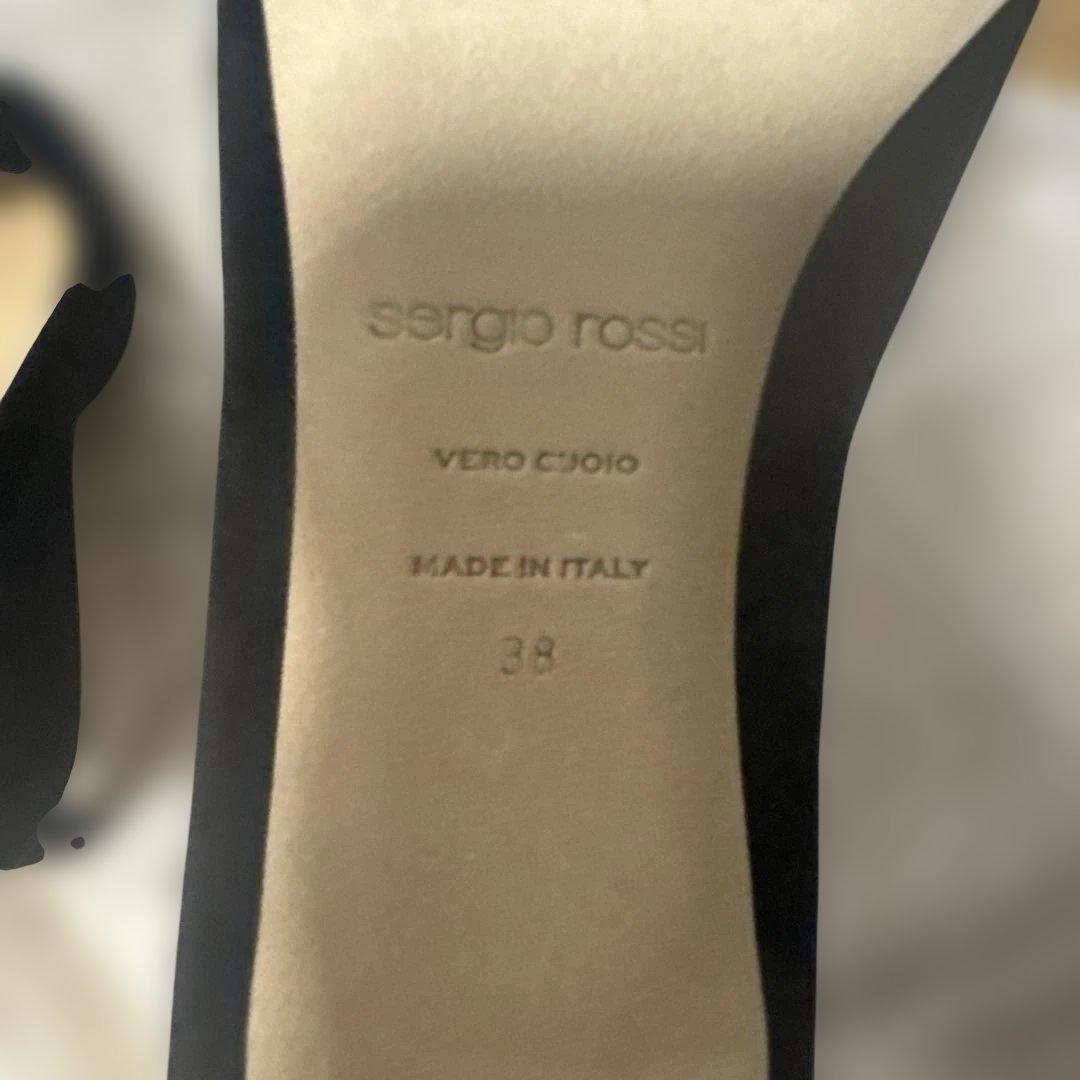 sergio rossi
VERO CUOIO
MADE IN ITALY
38